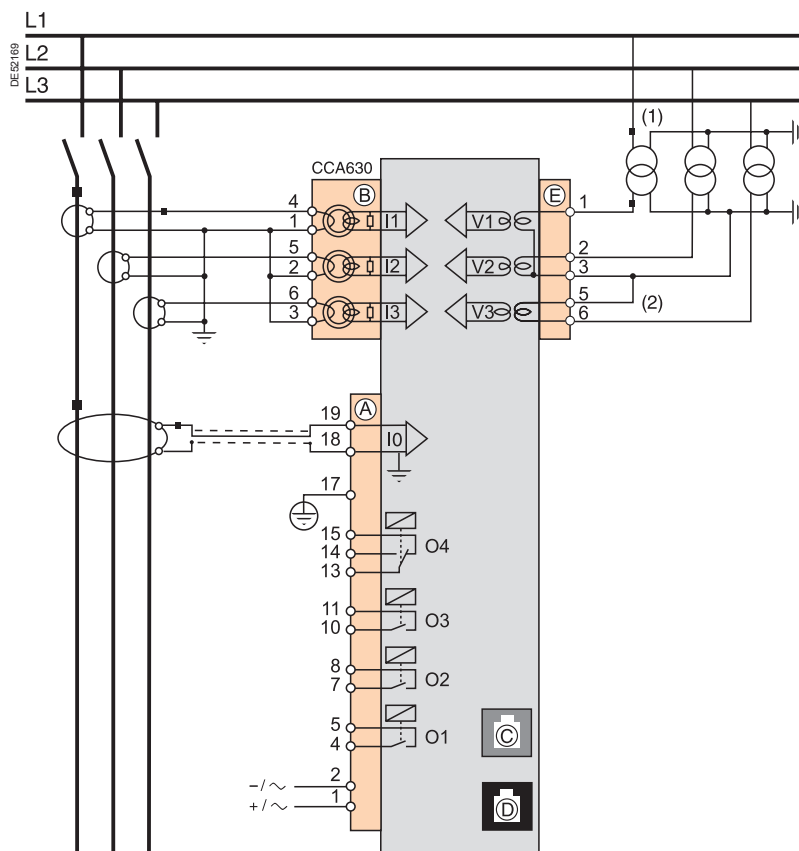 L1
DE52169
L2
L3
(1)
CCA630
B
E
4
1
I1
V1
1
5
2
I2
V2
2
3
6
3
I3
V3
5
6
(2)
A
19
18
I0
17
15
14
13
O4
11
10
O3
8
7
O2
5
4
O1
C
2
-/~
1
+/~
D